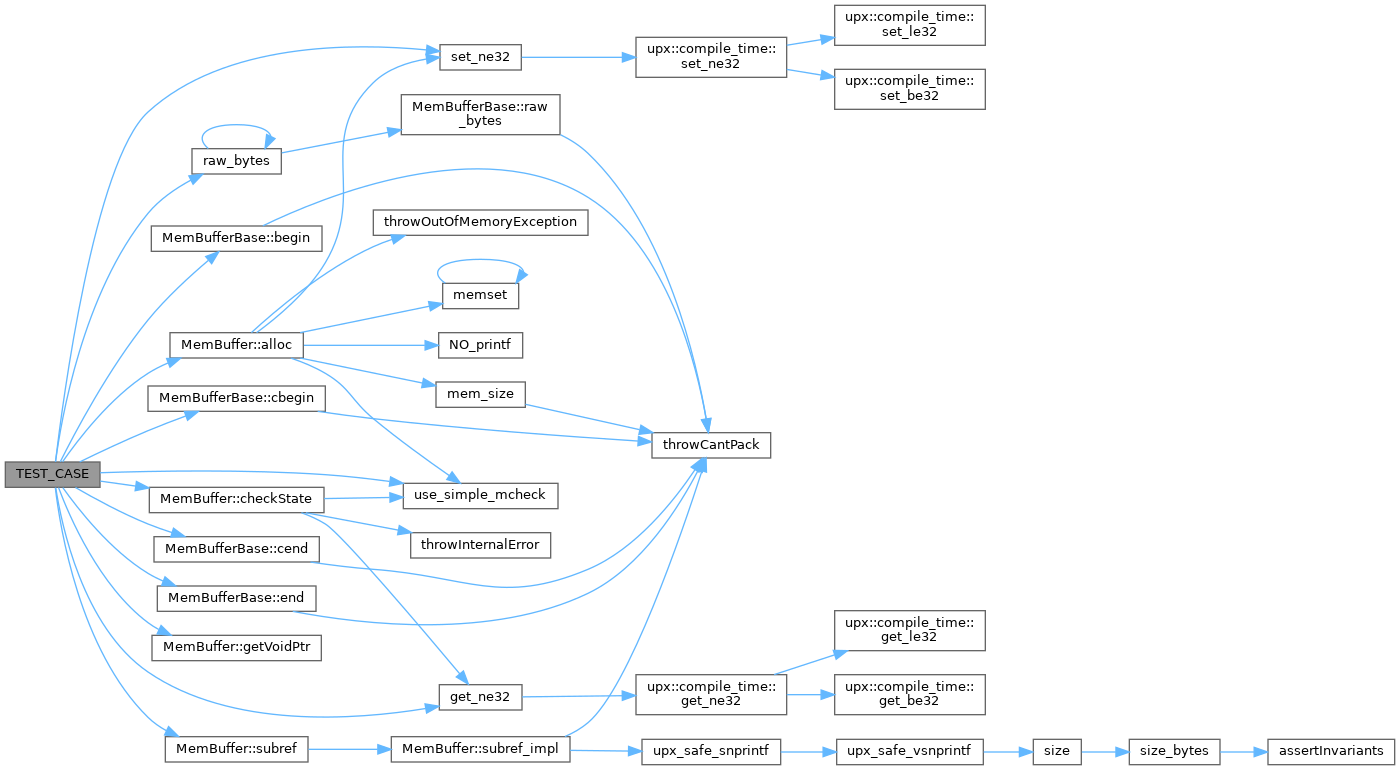 upx::compile_time::
set_le32
set_ne32
upx::compile_time::
set_ne32
upx::compile_time::
set_be32
MemBufferBase::raw
_bytes
raw_bytes
throwOutOfMemoryException
MemBufferBase::begin
memset
MemBuffer::alloc
NO_printf
mem_size
MemBufferBase::cbegin
throwCantPack
TEST_CASE
use_simple_mcheck
MemBuffer::checkState
throwInternalError
MemBufferBase::cend
MemBufferBase::end
MemBuffer::getVoidPtr
upx::compile_time::
get_le32
get_ne32
upx::compile_time::
get_ne32
upx::compile_time::
get_be32
MemBuffer::subref
MemBuffer::subref_impl
upx_safe_snprintf
upx_safe_vsnprintf
size
size_bytes
assertInvariants